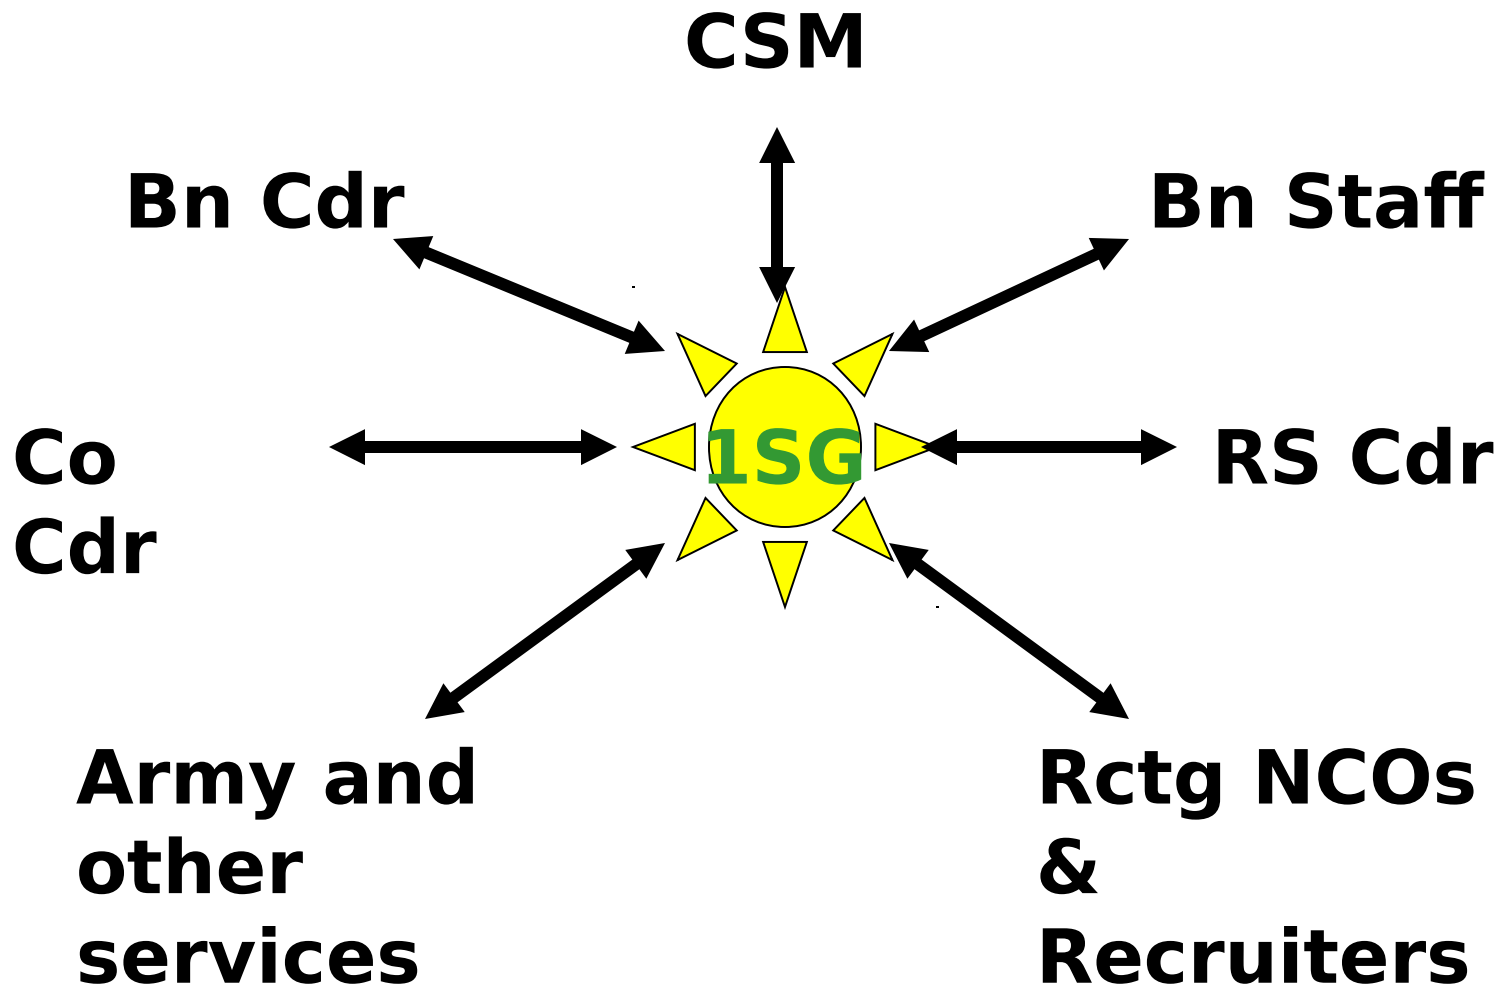 CSM
Bn Cdr
Bn Staff
Co
Cdr
1SG
RS Cdr
Army and
other
services
Rctg NCOs
&
Recruiters